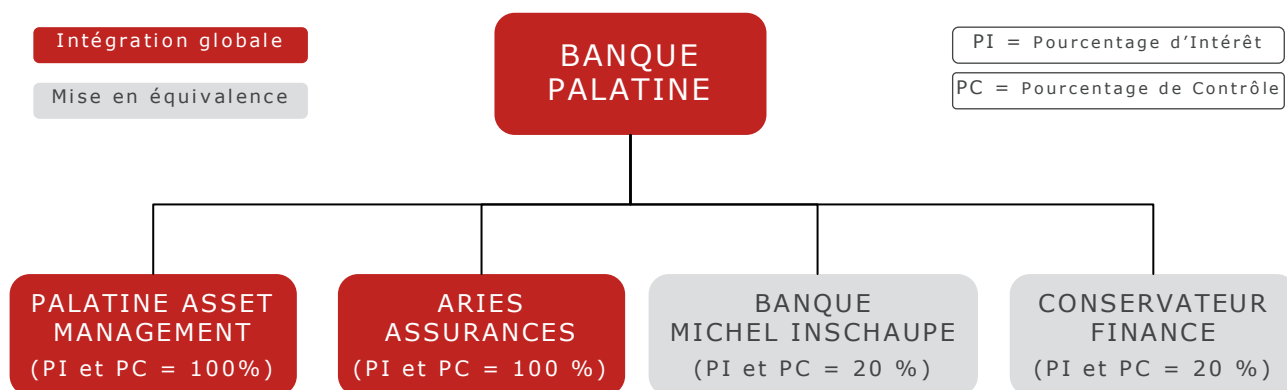 Intégration globale
Mise en équivalence
BANQUE
PALATINE
PI = Pourcentage d'Intérêt
PC = Pourcentage de Contrôle
PALATINE ASSET
MANAGEMENT
(PI et PC = 100%)
ARIES
ASSURANCES
(PI et PC = 100 %)
BANQUE
MICHEL INSCHAUPE
(PI et PC = 20 %)
CONSERVATEUR
FINANCE
(PI et PC = 20 %)